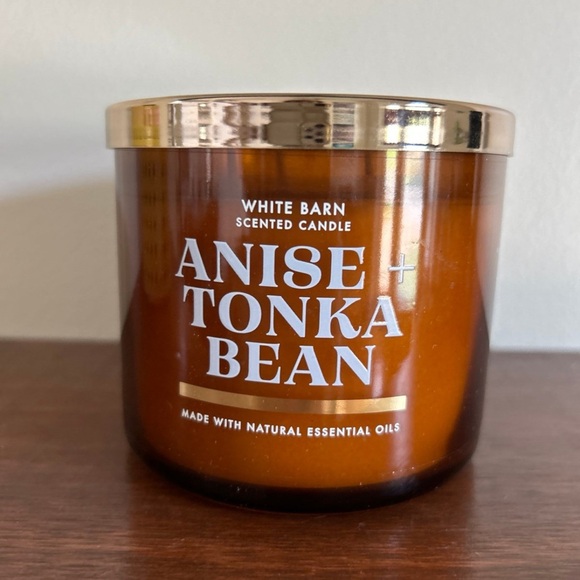 WHITE BARN
SCENTED CANDLE
ANISE +
TONKA
BEAN
MADE WITH NATURAL ESSENTIAL OILS